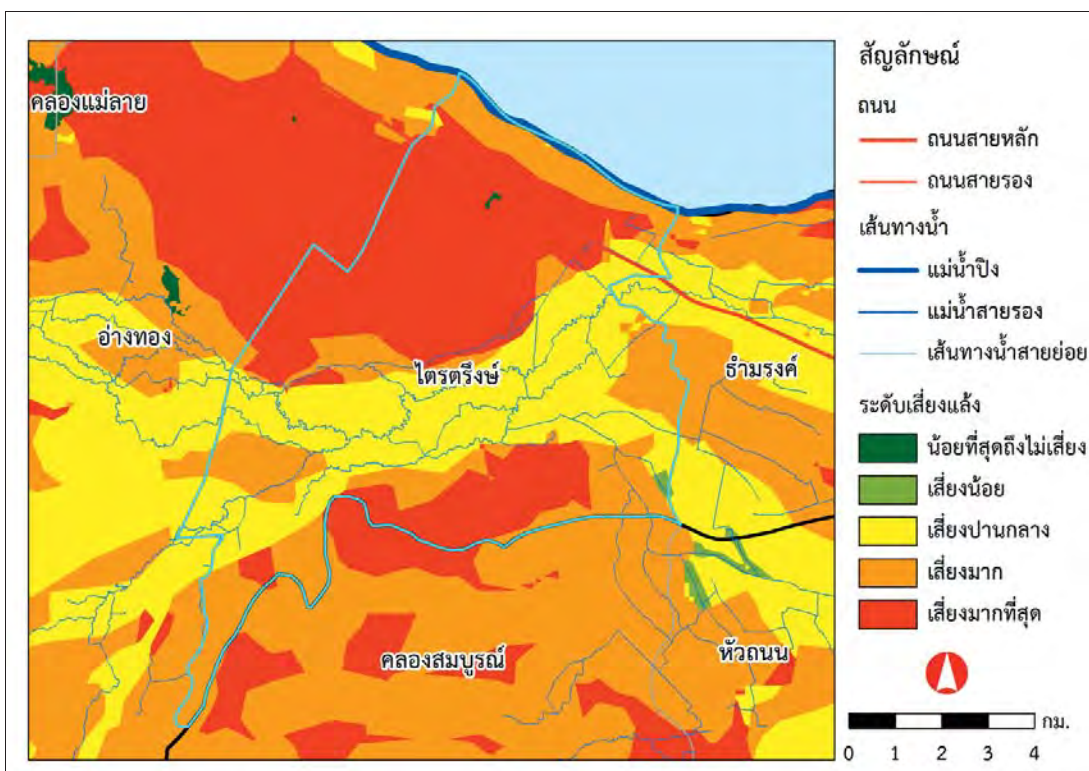 คลองแม่ลาย
อ่างทอง
ไตรตรึงษ์
ธำมรงค์
คลองสมบูรณ์
หัวถนน
สัญลักษณ์
ถนน
ถนนสายหลัก
ถนนสายรอง
เส้นทางน้ำ
แม่น้ำปิง
แม่น้ำสายรอง
เส้นทางน้ำสายย่อย
ระดับเสี่ยงแล้ง
น้อยที่สุดถึงไม่เสี่ยง
เสี่ยงน้อย
เสี่ยงปานกลาง
เสี่ยงมาก
เสี่ยงมากที่สุด
กม.
0 1 2 3 4